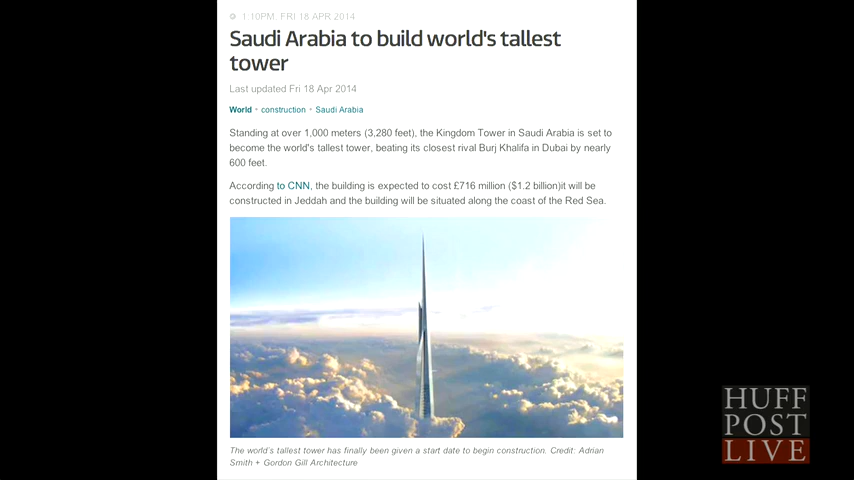 1:10PM, FRI 18 APR 2014
Saudi Arabia to build world's tallest
tower
Last updated Fri 18 Apr 2014
World • construction • Saudi Arabia
Standing at over 1,000 meters (3,280 feet), the Kingdom Tower in Saudi Arabia is set to
become the world's tallest tower, beating its closest rival Burj Khalifa in Dubai by nearly
600 feet.
According to CNN, the building is expected to cost £716 million ($1.2 billion)it will be
constructed in Jeddah and the building will be situated along the coast of the Red Sea.
The world's tallest tower has finally been given a start date to begin construction. Credit: Adrian
Smith + Gordon Gill Architecture
HUFF
POST
LIVE